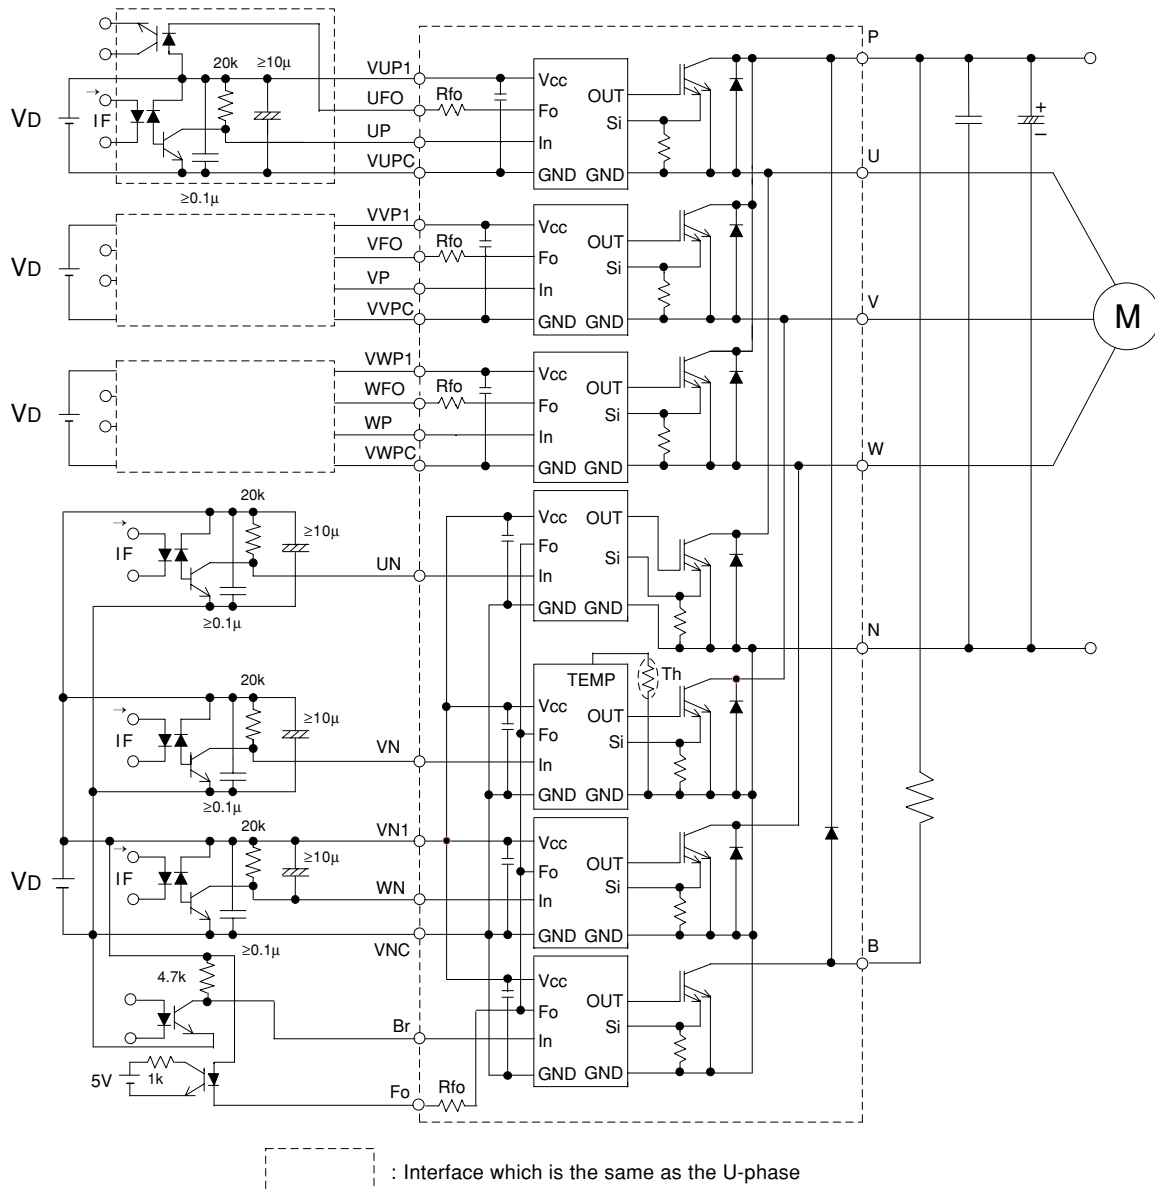 P
20k ≥10µ
VUP1 Vcc
VD → IF UFO Rfo Fo OUT
Si
UP In
+
–
VUPC GND GND U
≥0.1µ
VVP1 Vcc
VFO Rfo Fo OUT
VD Si
VP In
VVPC GND GND V
M
VWP1 Vcc
WFO Rfo Fo OUT
VD Si
WP In
VWPC GND GND W
20k
→ ≥10µ Vcc OUT
IF Fo Si
UN In
GND GND
≥0.1µ N
TEMP Th
20k
→ ≥10µ Vcc OUT
IF Fo Si
VN In
GND GND
≥0.1µ
20k
VN1 Vcc
→ ≥10µ OUT
VD IF Fo Si
WN In
GND GND B
VNC
≥0.1µ
4.7k Vcc
OUT
Fo
Si
Br In
5V 1k GND GND
Fo Rfo
: Interface which is the same as the U-phase